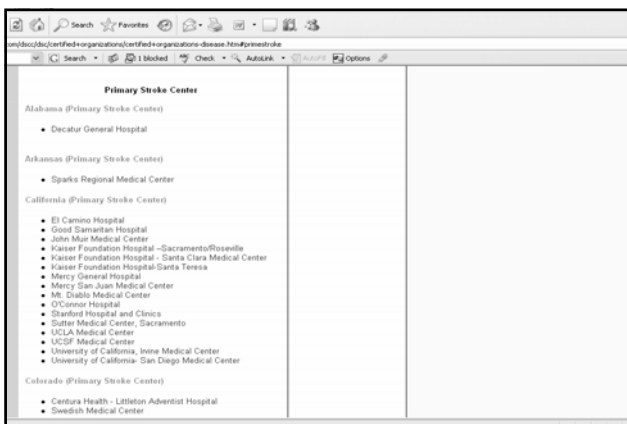 Search Favorites
om/dscc/dsc/certified+organizations/certified+organizations-disease.htm#primestroke
Search 1 blocked Check AutoLink AutoFill Options
Primary Stroke Center
Alabama (Primary Stroke Center)
Decatur General Hospital
Arkansas (Primary Stroke Center)
Sparks Regional Medical Center
California (Primary Stroke Center)
El Camino Hospital
Good Samaritan Hospital
John Muir Medical Center
Kaiser Foundation Hospital –Sacramento/Roseville
Kaiser Foundation Hospital - Santa Clara Medical Center
Kaiser Foundation Hospital-Santa Teresa
Mercy General Hospital
Mercy San Juan Medical Center
Mt. Diablo Medical Center
O'Connor Hospital
Stanford Hospital and Clinics
Sutter Medical Center, Sacramento
UCLA Medical Center
UCSF Medical Center
University of California, Irvine Medical Center
University of California- San Diego Medical Center
Colorado (Primary Stroke Center)
Centura Health - Littleton Adventist Hospital
Swedish Medical Center